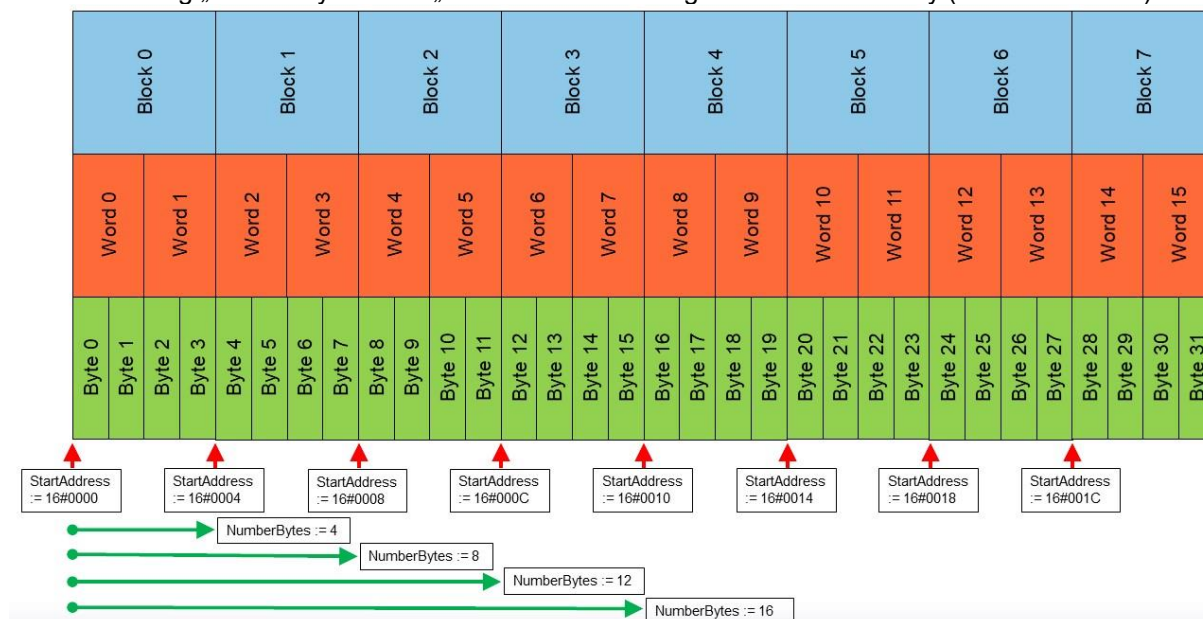 Block 0
Block 1
Block 2
Block 3
Block 4
Block 5
Block 6
Block 7
Word 0
Word 1
Word 2
Word 3
Word 4
Word 5
Word 6
Word 7
Word 8
Word 9
Word 10
Word 11
Word 12
Word 13
Word 14
Word 15
Byte 0
Byte 1
Byte 2
Byte 3
Byte 4
Byte 5
Byte 6
Byte 7
Byte 8
Byte 9
Byte 10
Byte 11
Byte 12
Byte 13
Byte 14
Byte 15
Byte 16
Byte 17
Byte 18
Byte 19
Byte 20
Byte 21
Byte 22
Byte 23
Byte 24
Byte 25
Byte 26
Byte 27
Byte 28
Byte 29
Byte 30
Byte 31
StartAddress
:= 16#0000
StartAddress
:= 16#0004
StartAddress
:= 16#0008
StartAddress
:= 16#000C
StartAddress
:= 16#0010
StartAddress
:= 16#0014
StartAddress
:= 16#0018
StartAddress
:= 16#001C
NumberBytes := 4
NumberBytes := 8
NumberBytes := 12
NumberBytes := 16